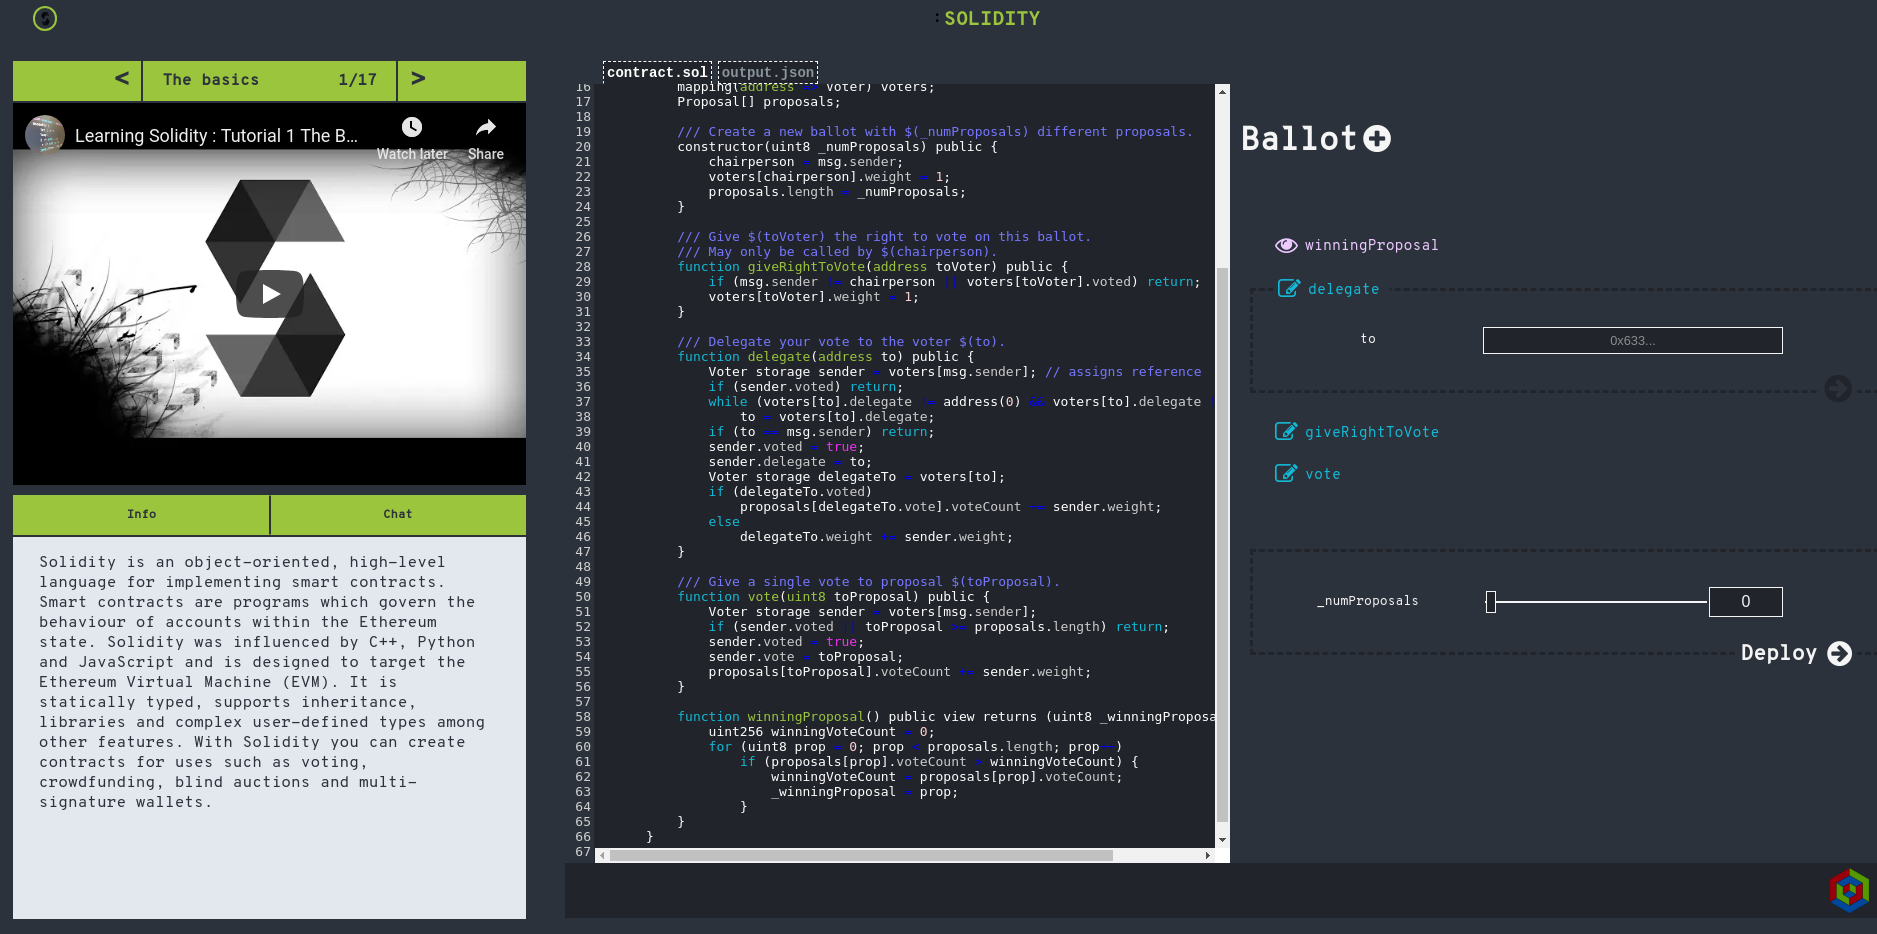 :SOLIDITY
< The basics 1/17 >
Learning Solidity : Tutorial 1 The B...
Watch later Share
Info Chat
Solidity is an object-oriented, high-level
language for implementing smart contracts.
Smart contracts are programs which govern the
behaviour of accounts within the Ethereum
state. Solidity was influenced by C++, Python
and JavaScript and is designed to target the
Ethereum Virtual Machine (EVM). It is
statically typed, supports inheritance,
libraries and complex user-defined types among
other features. With Solidity you can create
contracts for uses such as voting,
crowdfunding, blind auctions and multi-
signature wallets.
contract.sol output.json
16 mapping(address => voter) voters;
17 Proposal[] proposals;
18
19 /// Create a new ballot with $(_numProposals) different proposals.
20 constructor(uint8 _numProposals) public {
21 chairperson = msg.sender;
22 voters[chairperson].weight = 1;
23 proposals.length = _numProposals;
24 }
25
26 /// Give $(toVoter) the right to vote on this ballot.
27 /// May only be called by $(chairperson).
28 function giveRightToVote(address toVoter) public {
29 if (msg.sender != chairperson || voters[toVoter].voted) return;
30 voters[toVoter].weight = 1;
31 }
32
33 /// Delegate your vote to the voter $(to).
34 function delegate(address to) public {
35 Voter storage sender = voters[msg.sender]; // assigns reference
36 if (sender.voted) return;
37 while (voters[to].delegate != address(0) && voters[to].delegate
38 to = voters[to].delegate;
39 if (to == msg.sender) return;
40 sender.voted = true;
41 sender.delegate = to;
42 Voter storage delegateTo = voters[to];
43 if (delegateTo.voted)
44 proposals[delegateTo.vote].voteCount += sender.weight;
45 else
46 delegateTo.weight += sender.weight;
47 }
48
49 /// Give a single vote to proposal $(toProposal).
50 function vote(uint8 toProposal) public {
51 Voter storage sender = voters[msg.sender];
52 if (sender.voted || toProposal >= proposals.length) return;
53 sender.voted = true;
54 sender.vote = toProposal;
55 proposals[toProposal].voteCount += sender.weight;
56 }
57
58 function winningProposal() public view returns (uint8 _winningProposa
59 uint256 winningVoteCount = 0;
60 for (uint8 prop = 0; prop < proposals.length; prop++)
61 if (proposals[prop].voteCount > winningVoteCount) {
62 winningVoteCount = proposals[prop].voteCount;
63 _winningProposal = prop;
64 }
65 }
66 }
67
Ballot
winningProposal
delegate
to 0x633...
giveRightToVote
vote
_numProposals 0
Deploy